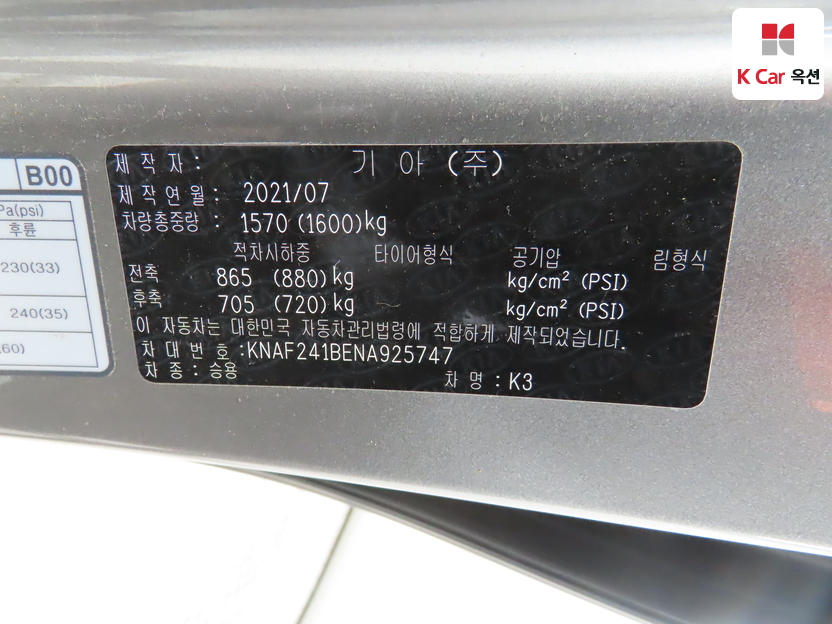 K Car 옥션
B00
Pa(psi)
후륜
230(33)
240(35)
60)
제 작 자 : 기 아 (주)
제 작 연 월 : 2021/07
차량총중량 : 1570 (1600)kg
적차시하중 타이어형식 공기압 림형식
전축 865 (880)kg kg/cm² (PSI)
후축 705 (720)kg kg/cm² (PSI)
이 자동차는 대한민국 자동차관리법령에 적합하게 제작되었습니다.
차 대 번 호 :KNAF241BENA925747
차 종 : 승용 차 명 : K3